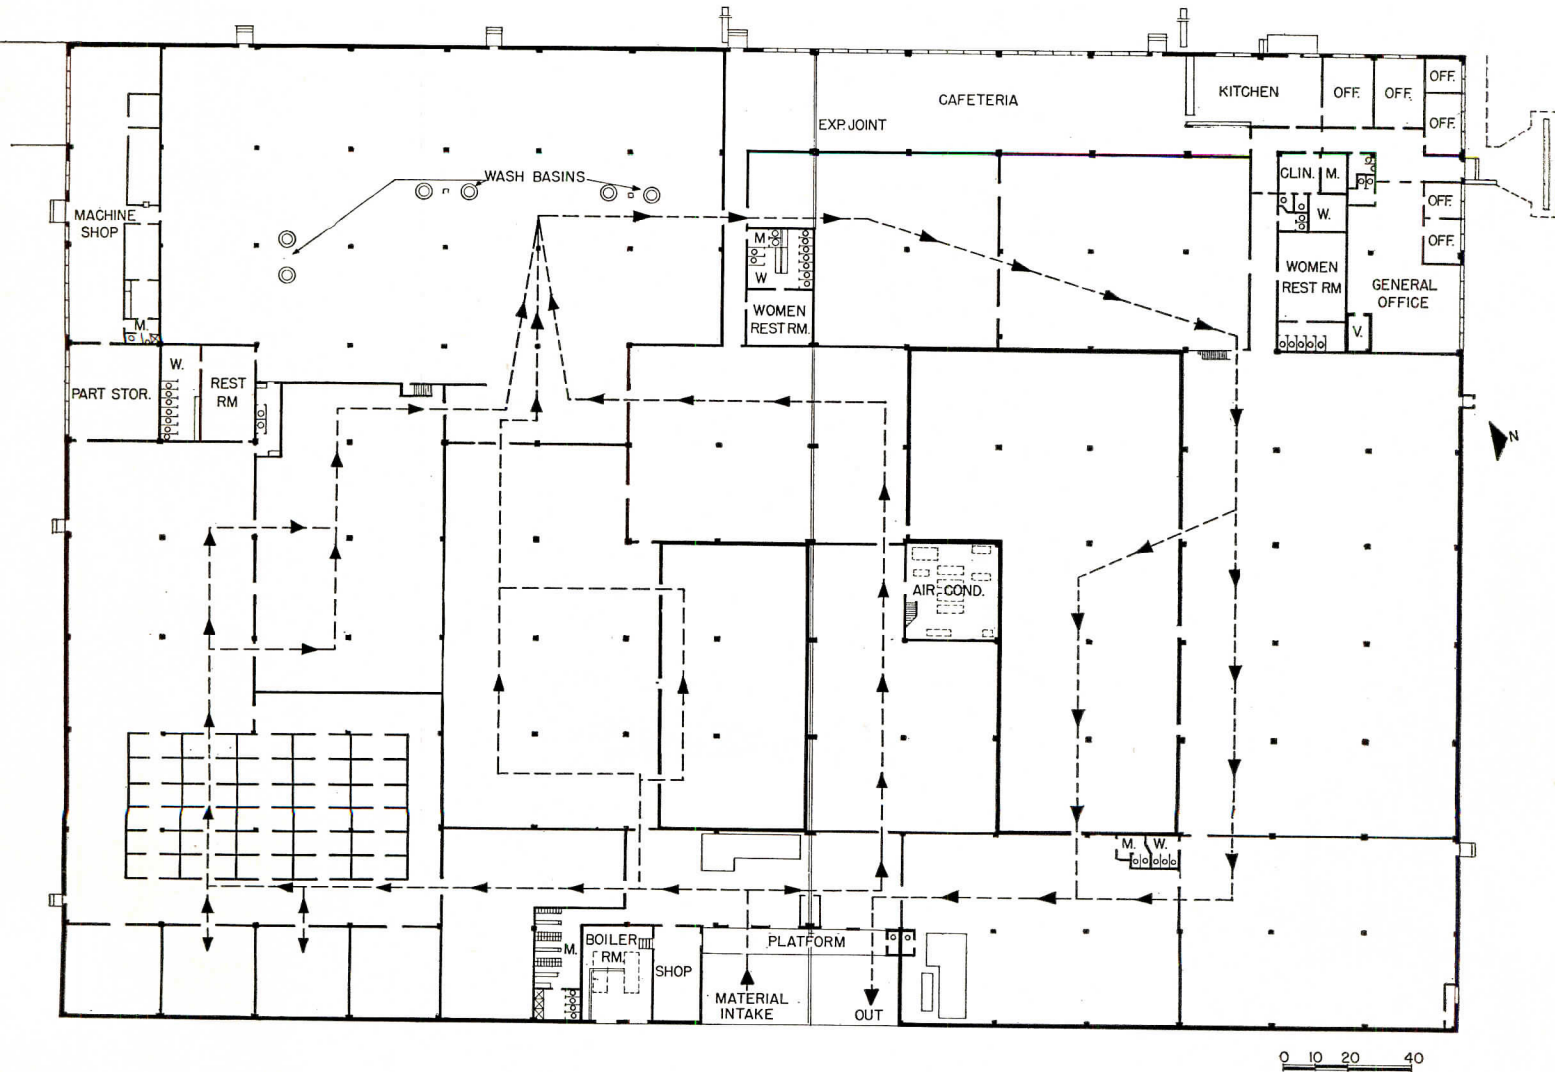 OFF.
KITCHEN
OFF.
OFF.
CAFETERIA
OFF.
EXP. JOINT
WASH BASINS
CLIN.
M.
MACHINE
SHOP
OFF.
W.
M.
OFF.
W
WOMEN
REST RM
GENERAL
OFFICE
WOMEN
REST RM.
M.
V.
W.
PART STOR.
REST
RM
N
AIR COND.
M.
W.
BOILER
RM.
M.
PLATFORM
SHOP
MATERIAL
INTAKE
OUT
0 10 20 40